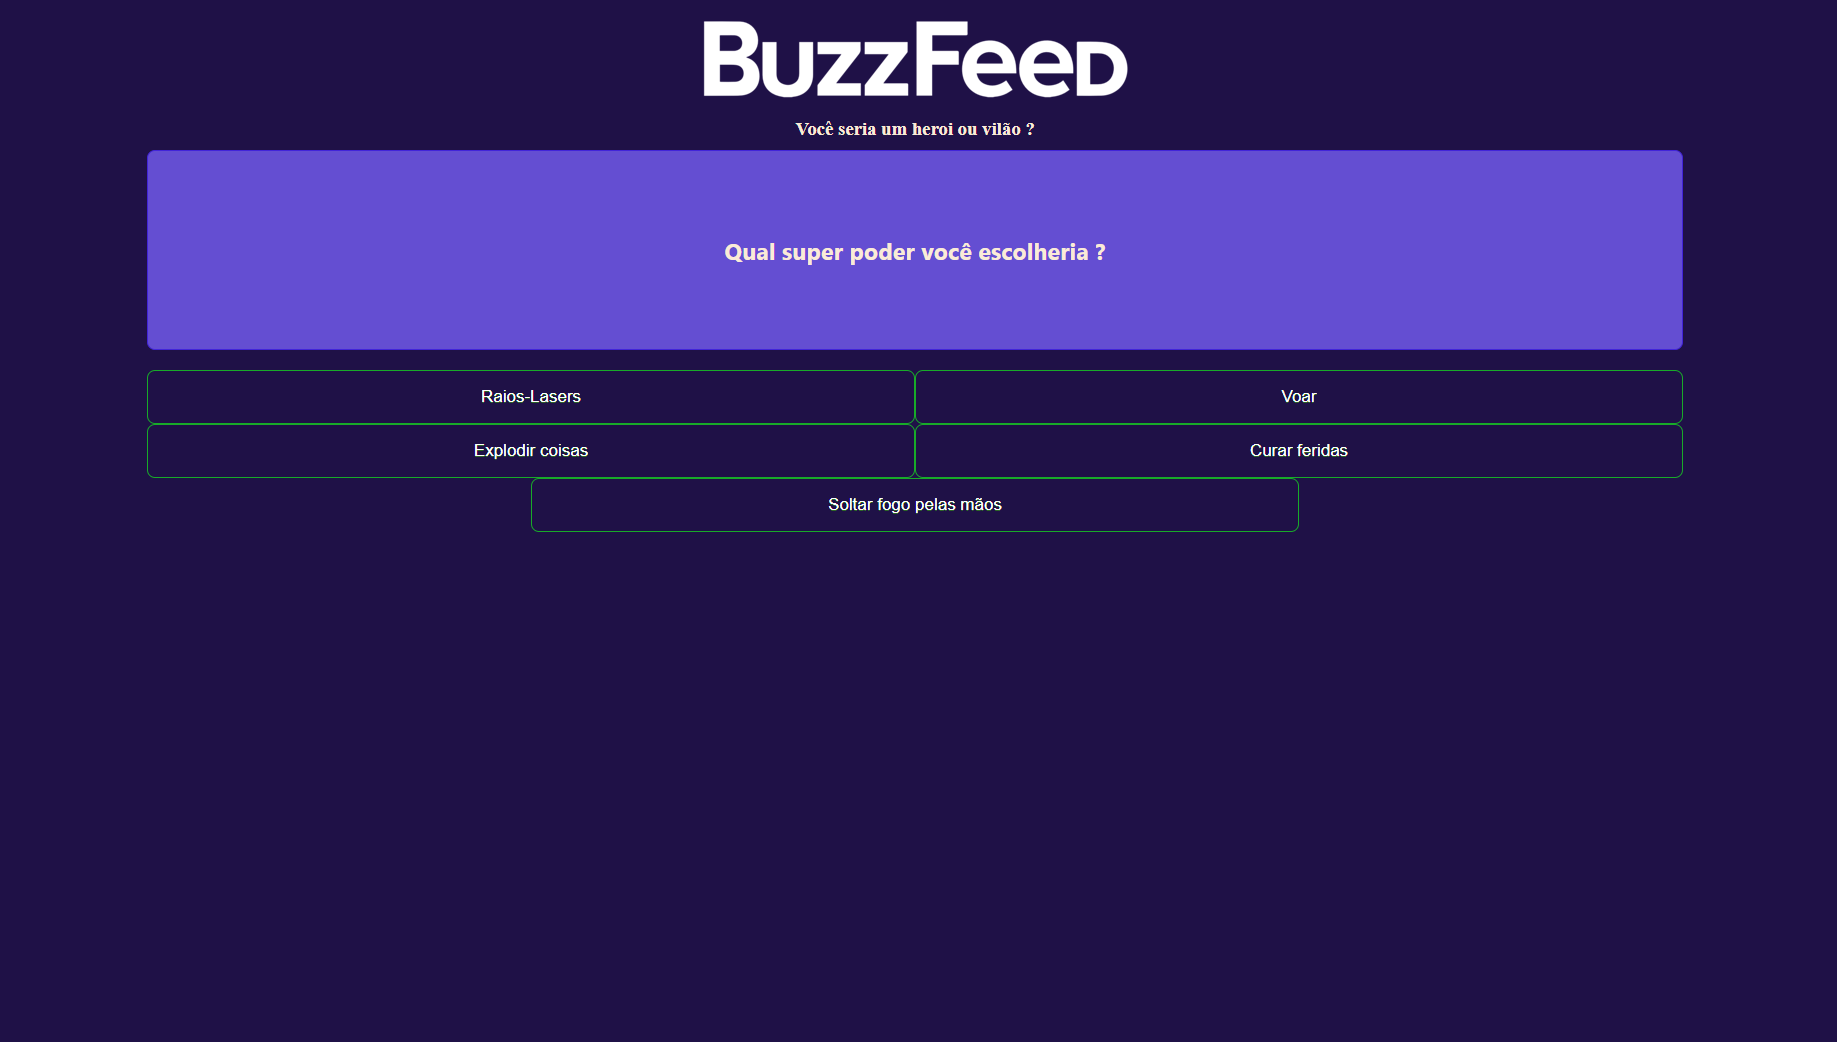 BuzzFeed
Você seria um heroi ou vilão ?
Qual super poder você escolheria ?
Raios-Lasers
Voar
Explodir coisas
Curar feridas
Soltar fogo pelas mãos